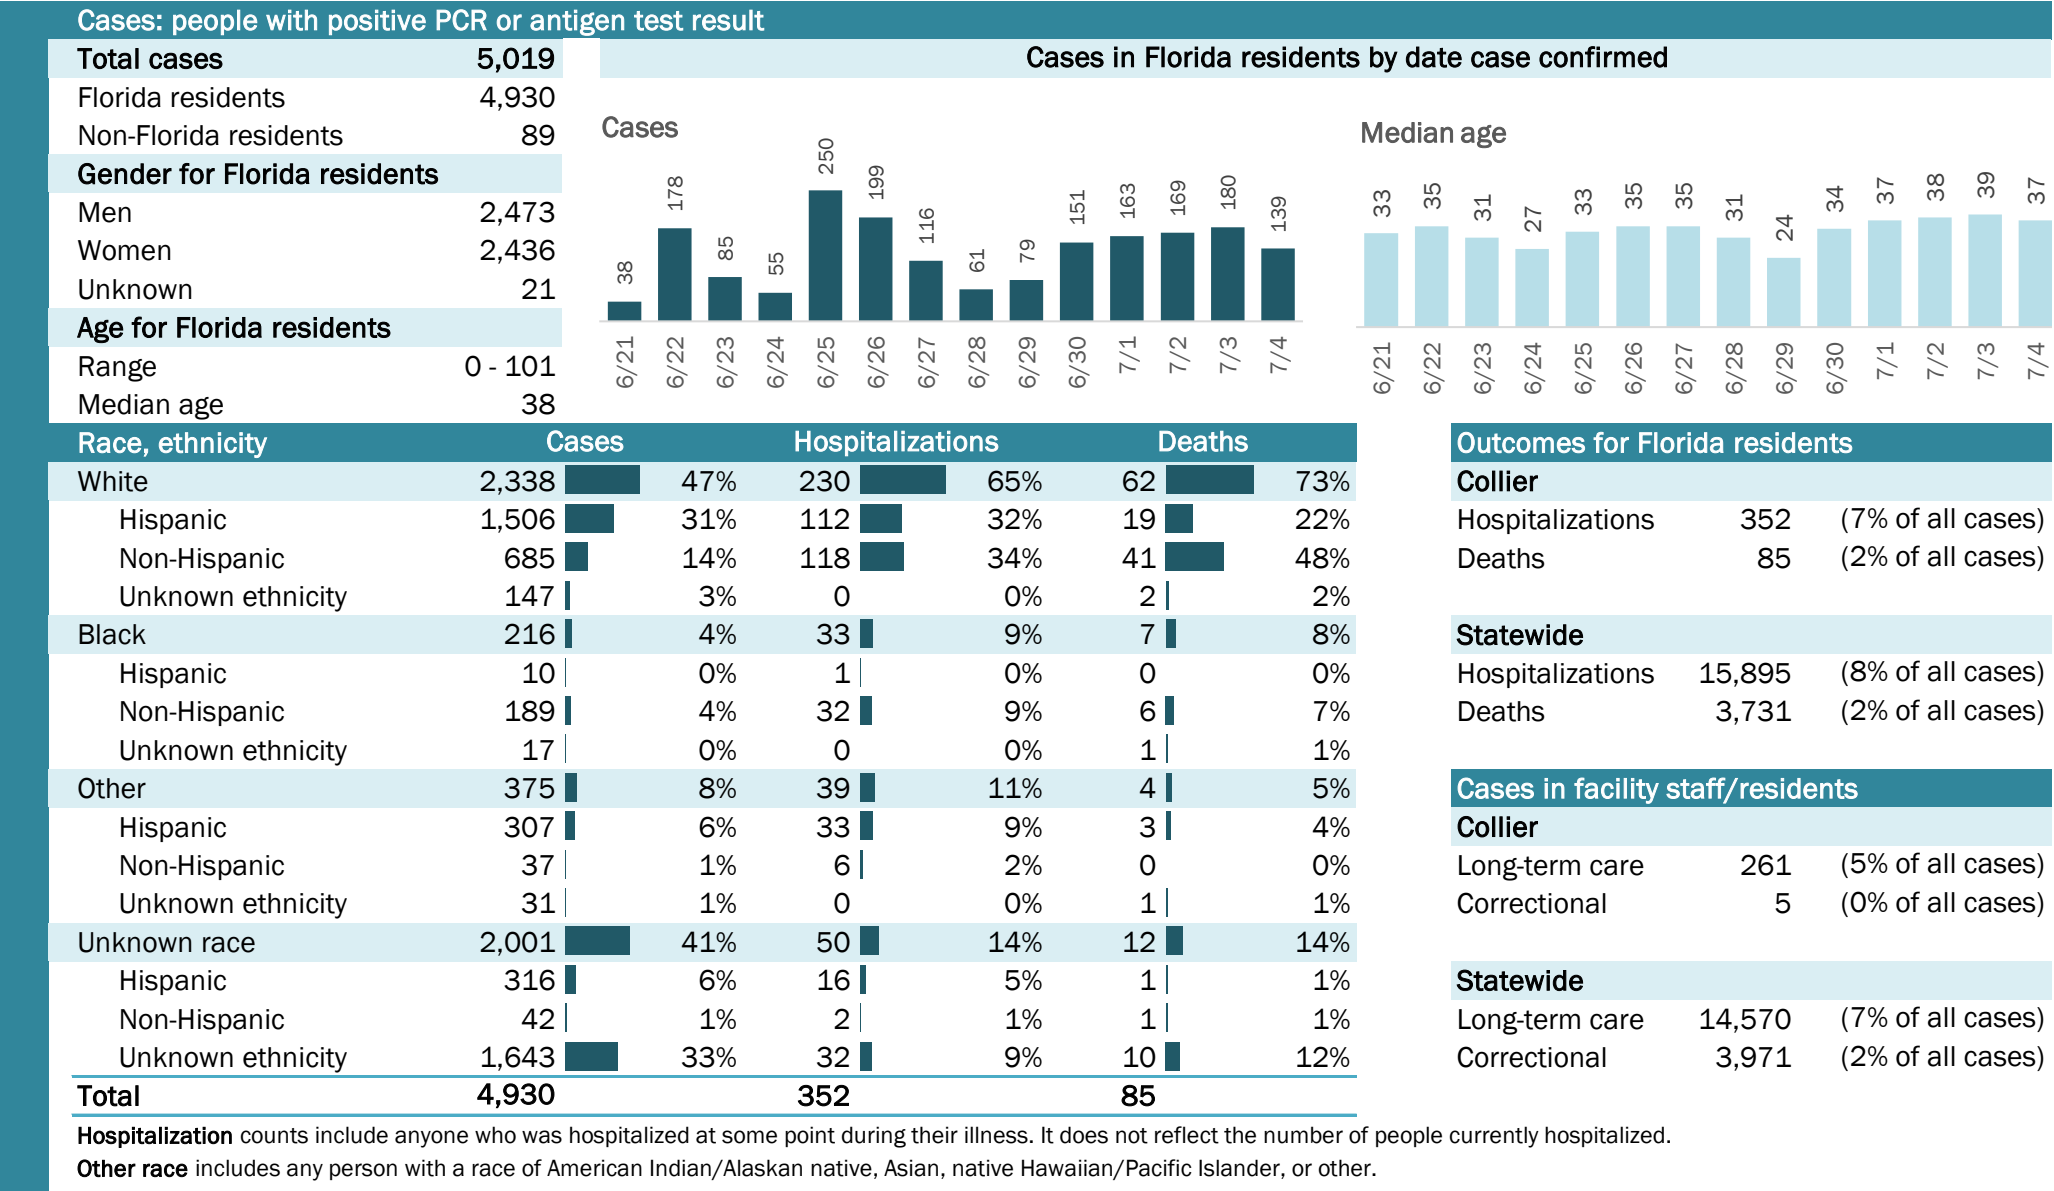 Cases: people with positive PCR or antigen test result
Total cases 5,019
Florida residents 4,930
Non-Florida residents 89
Gender for Florida residents
Men 2,473
Women 2,436
Unknown 21
Age for Florida residents
Range 0 - 101
Median age 38
Cases in Florida residents by date case confirmed
Cases
38 178 85 55 250 199 116 61 79 151 163 169 180 139
6/21 6/22 6/23 6/24 6/25 6/26 6/27 6/28 6/29 6/30 7/1 7/2 7/3 7/4
Median age
33 35 31 27 33 35 35 31 24 34 37 38 39 37
6/21 6/22 6/23 6/24 6/25 6/26 6/27 6/28 6/29 6/30 7/1 7/2 7/3 7/4
Race, ethnicity Cases Hospitalizations Deaths
White 2,338 47% 230 65% 62 73%
Hispanic 1,506 31% 112 32% 19 22%
Non-Hispanic 685 14% 118 34% 41 48%
Unknown ethnicity 147 3% 0 0% 2 2%
Black 216 4% 33 9% 7 8%
Hispanic 10 0% 1 0% 0 0%
Non-Hispanic 189 4% 32 9% 6 7%
Unknown ethnicity 17 0% 0 0% 1 1%
Other 375 8% 39 11% 4 5%
Hispanic 307 6% 33 9% 3 4%
Non-Hispanic 37 1% 6 2% 0 0%
Unknown ethnicity 31 1% 0 0% 1 1%
Unknown race 2,001 41% 50 14% 12 14%
Hispanic 316 6% 16 5% 1 1%
Non-Hispanic 42 1% 2 1% 1 1%
Unknown ethnicity 1,643 33% 32 9% 10 12%
Total 4,930 352 85
Outcomes for Florida residents
Collier
Hospitalizations 352 (7% of all cases)
Deaths 85 (2% of all cases)
Statewide
Hospitalizations 15,895 (8% of all cases)
Deaths 3,731 (2% of all cases)
Cases in facility staff/residents
Collier
Long-term care 261 (5% of all cases)
Correctional 5 (0% of all cases)
Statewide
Long-term care 14,570 (7% of all cases)
Correctional 3,971 (2% of all cases)
Hospitalization counts include anyone who was hospitalized at some point during their illness. It does not reflect the number of people currently hospitalized.
Other race includes any person with a race of American Indian/Alaskan native, Asian, native Hawaiian/Pacific Islander, or other.